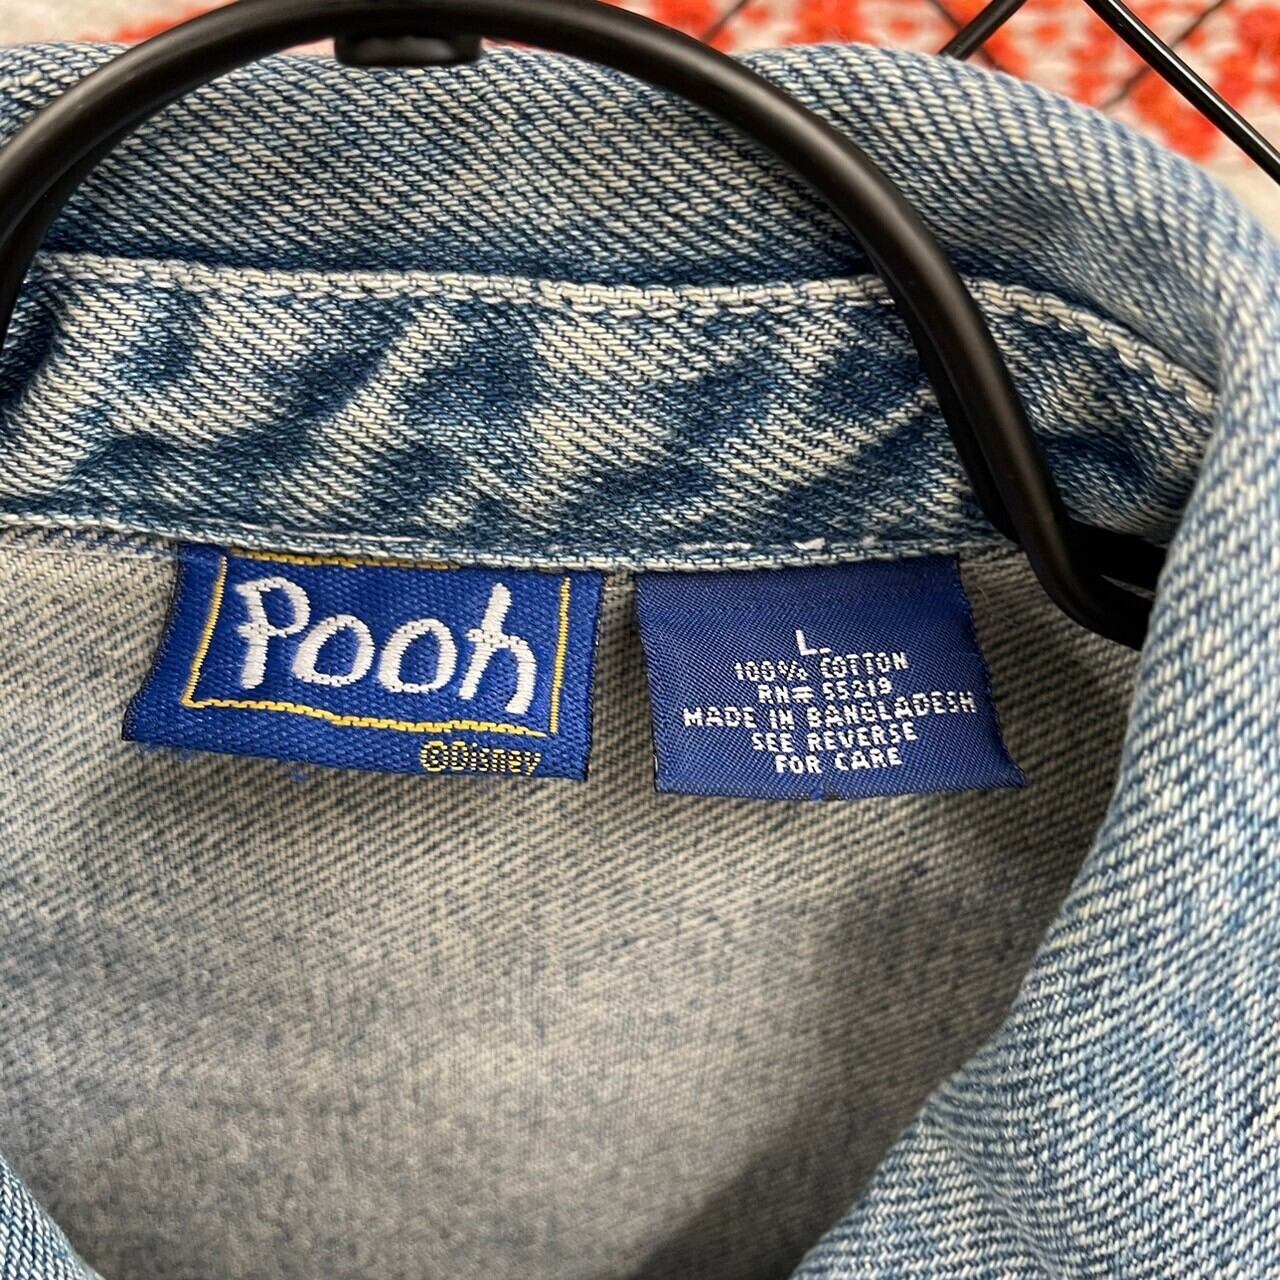 Pooh
©Disney
L.
100% COTTON
RN# 55219
MADE IN BANGLADESH
SEE REVERSE
FOR CARE